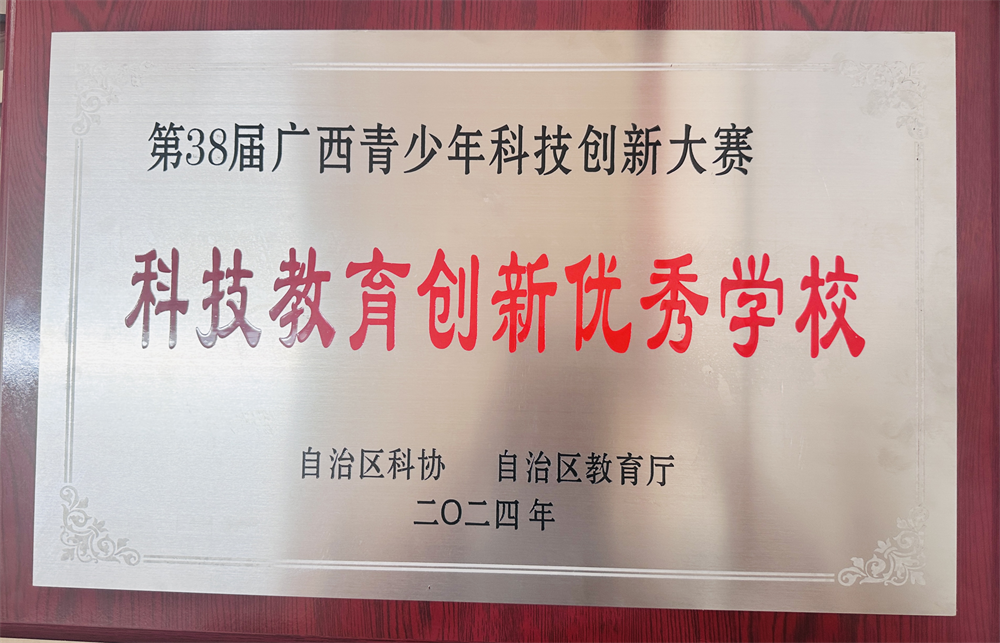 第38届广西青少年科技创新大赛
科技教育创新优秀学校
自治区科协 自治区教育厅
二〇二四年